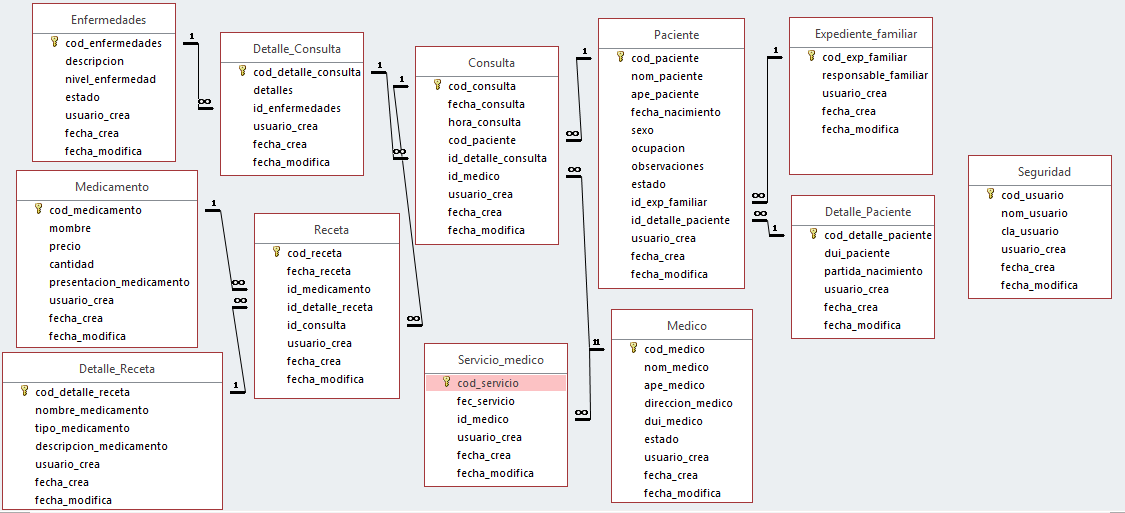 Enfermedades
cod_enfermedades
descripcion
nivel_enfermedad
estado
usuario_crea
fecha_crea
fecha_modifica
1
∞
Detalle_Consulta
cod_detalle_consulta
detalles
id_enfermedades
usuario_crea
fecha_crea
fecha_modifica
1
∞
Consulta
cod_consulta
fecha_consulta
hora_consulta
cod_paciente
id_detalle_consulta
id_medico
usuario_crea
fecha_crea
fecha_modifica
1
∞
1
∞
Paciente
cod_paciente
nom_paciente
ape_paciente
fecha_nacimiento
sexo
ocupacion
observaciones
estado
id_exp_familiar
id_detalle_paciente
usuario_crea
fecha_crea
fecha_modifica
1
∞
Expediente_familiar
cod_exp_familiar
responsable_familiar
usuario_crea
fecha_crea
fecha_modifica
∞
1
Detalle_Paciente
cod_detalle_paciente
dui_paciente
partida_nacimiento
usuario_crea
fecha_crea
fecha_modifica
Seguridad
cod_usuario
nom_usuario
cla_usuario
usuario_crea
fecha_crea
fecha_modifica
Medicamento
cod_medicamento
mombre
precio
cantidad
presentacion_medicamento
usuario_crea
fecha_crea
fecha_modifica
1
∞
Receta
cod_receta
fecha_receta
id_medicamento
id_detalle_receta
id_consulta
usuario_crea
fecha_crea
fecha_modifica
∞
1
Detalle_Receta
cod_detalle_receta
nombre_medicamento
tipo_medicamento
descripcion_medicamento
usuario_crea
fecha_crea
fecha_modifica
Servicio_medico
cod_servicio
fec_servicio
id_medico
usuario_crea
fecha_crea
fecha_modifica
∞
∞
11
Medico
cod_medico
nom_medico
ape_medico
direccion_medico
dui_medico
estado
usuario_crea
fecha_crea
fecha_modifica